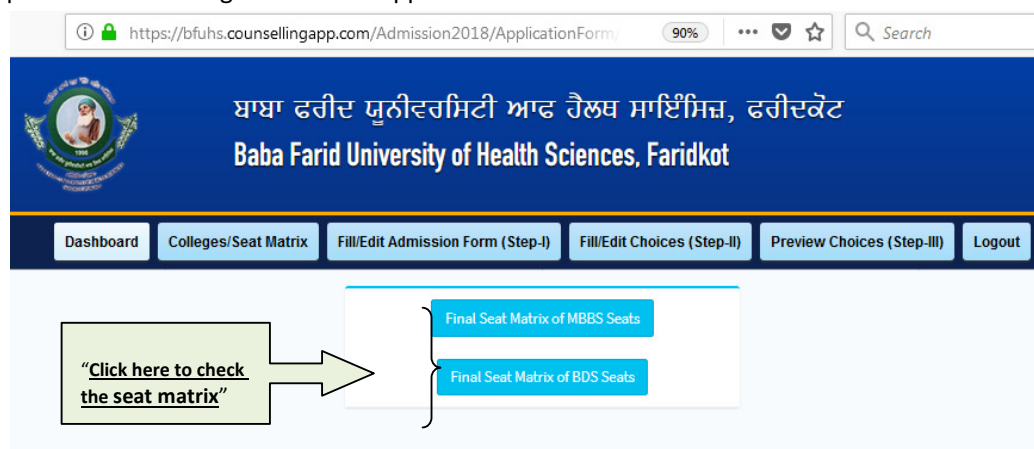 https://bfuhs.counsellingapp.com/Admission2018/ApplicationForm/ 90% Search
ਬਾਬਾ ਫਰੀਦ ਯੂਨੀਵਰਸਿਟੀ ਆਫ ਹੈਲਥ ਸਾਇੰਸਿਜ਼, ਫਰੀਦਕੋਟ
Baba Farid University of Health Sciences, Faridkot
Dashboard Colleges/Seat Matrix Fill/Edit Admission Form (Step-I) Fill/Edit Choices (Step-II) Preview Choices (Step-III) Logout
Final Seat Matrix of MBBS Seats
Final Seat Matrix of BDS Seats
“Click here to check
the seat matrix”